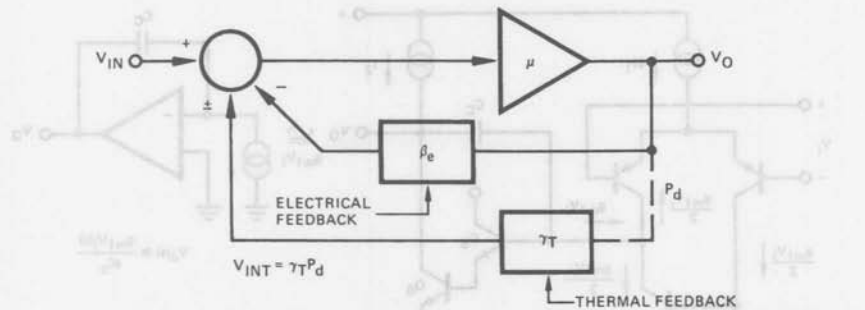 V_IN
+
±
−
μ
V_O
β_e
P_d
ELECTRICAL
FEEDBACK
γ_T
V_INT = γ_T P_d
THERMAL FEEDBACK